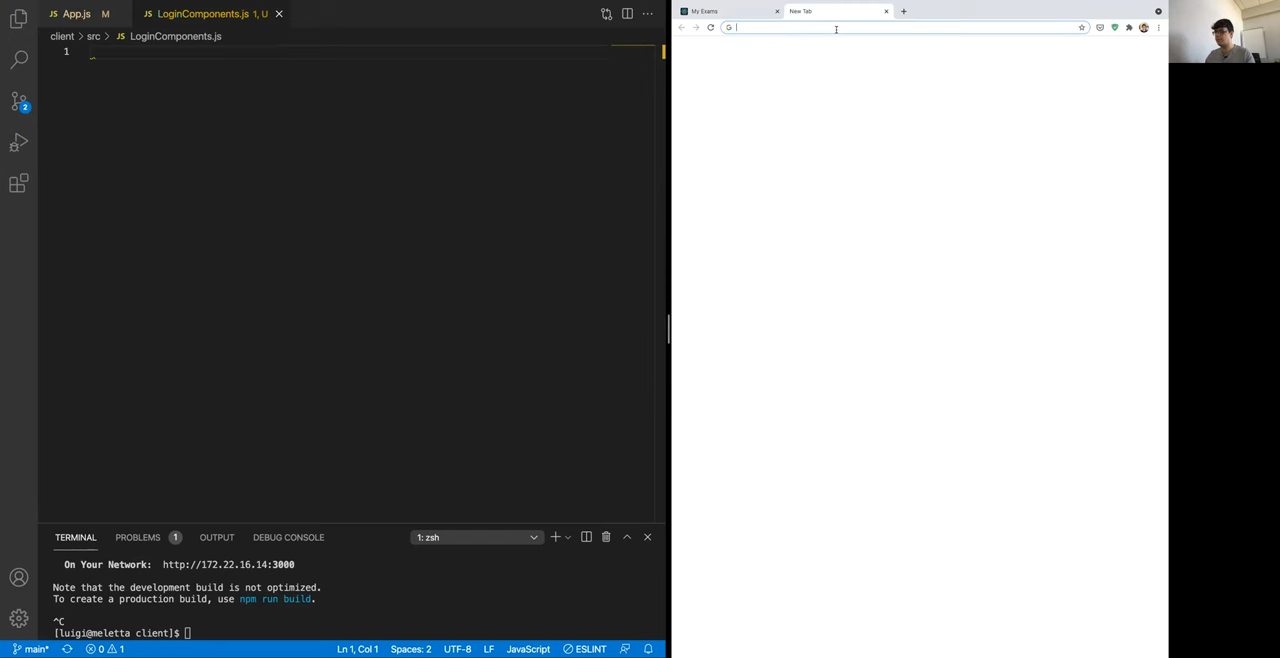 App.js M
LoginComponents.js 1, U
client > src > JS LoginComponents.js
1
2
TERMINAL PROBLEMS 1 OUTPUT DEBUG CONSOLE 1: zsh
On Your Network: http://172.22.16.14:3000
Note that the development build is not optimized.
To create a production build, use npm run build.
^C
[luigi@meletta client]$
main* 0 1 Ln 1, Col 1 Spaces: 2 UTF-8 LF JavaScript ESLINT
My Exams
New Tab